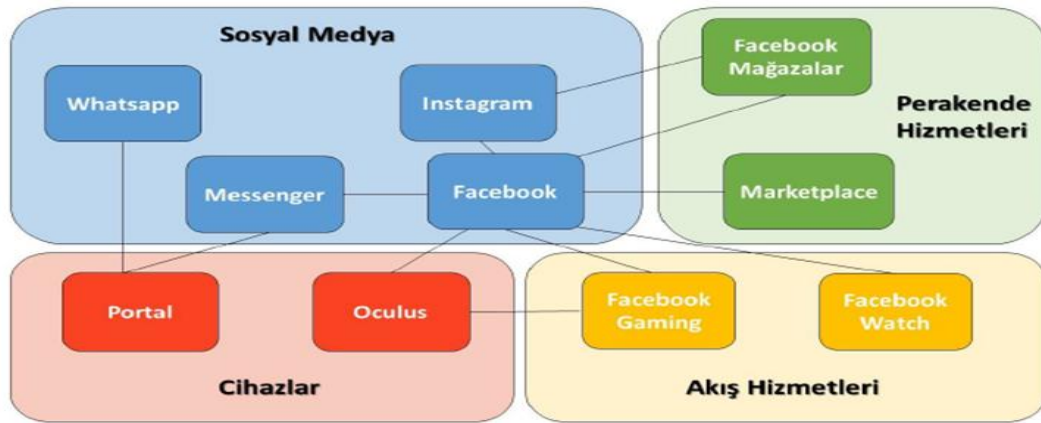 Sosyal Medya
Whatsapp
Instagram
Messenger
Facebook
Facebook
Mağazalar
Perakende
Hizmetleri
Marketplace
Portal
Oculus
Cihazlar
Facebook
Gaming
Facebook
Watch
Akış Hizmetleri